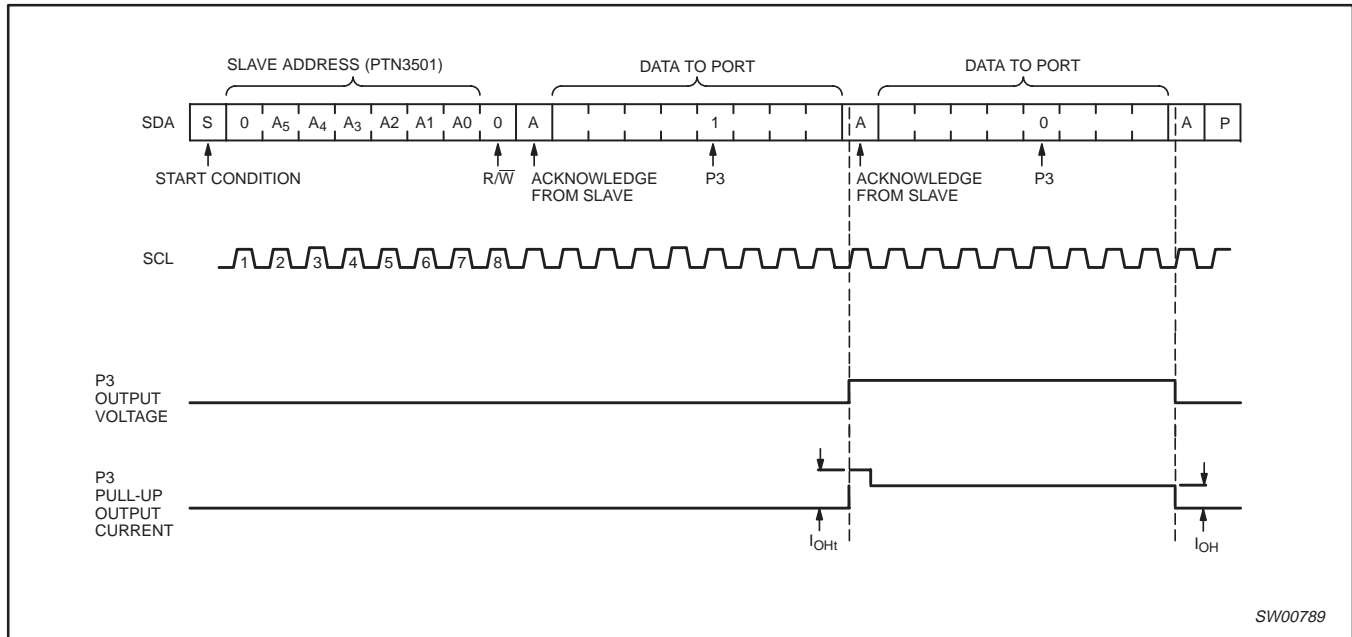 SLAVE ADDRESS (PTN3501) DATA TO PORT DATA TO PORT
SDA S 0 A5 A4 A3 A2 A1 A0 0 A 1 A 0 A P
START CONDITION R/W ACKNOWLEDGE FROM SLAVE P3 ACKNOWLEDGE FROM SLAVE P3
SCL 1 2 3 4 5 6 7 8
P3
OUTPUT
VOLTAGE
P3
PULL-UP
OUTPUT
CURRENT
IOHt IOH
SW00789